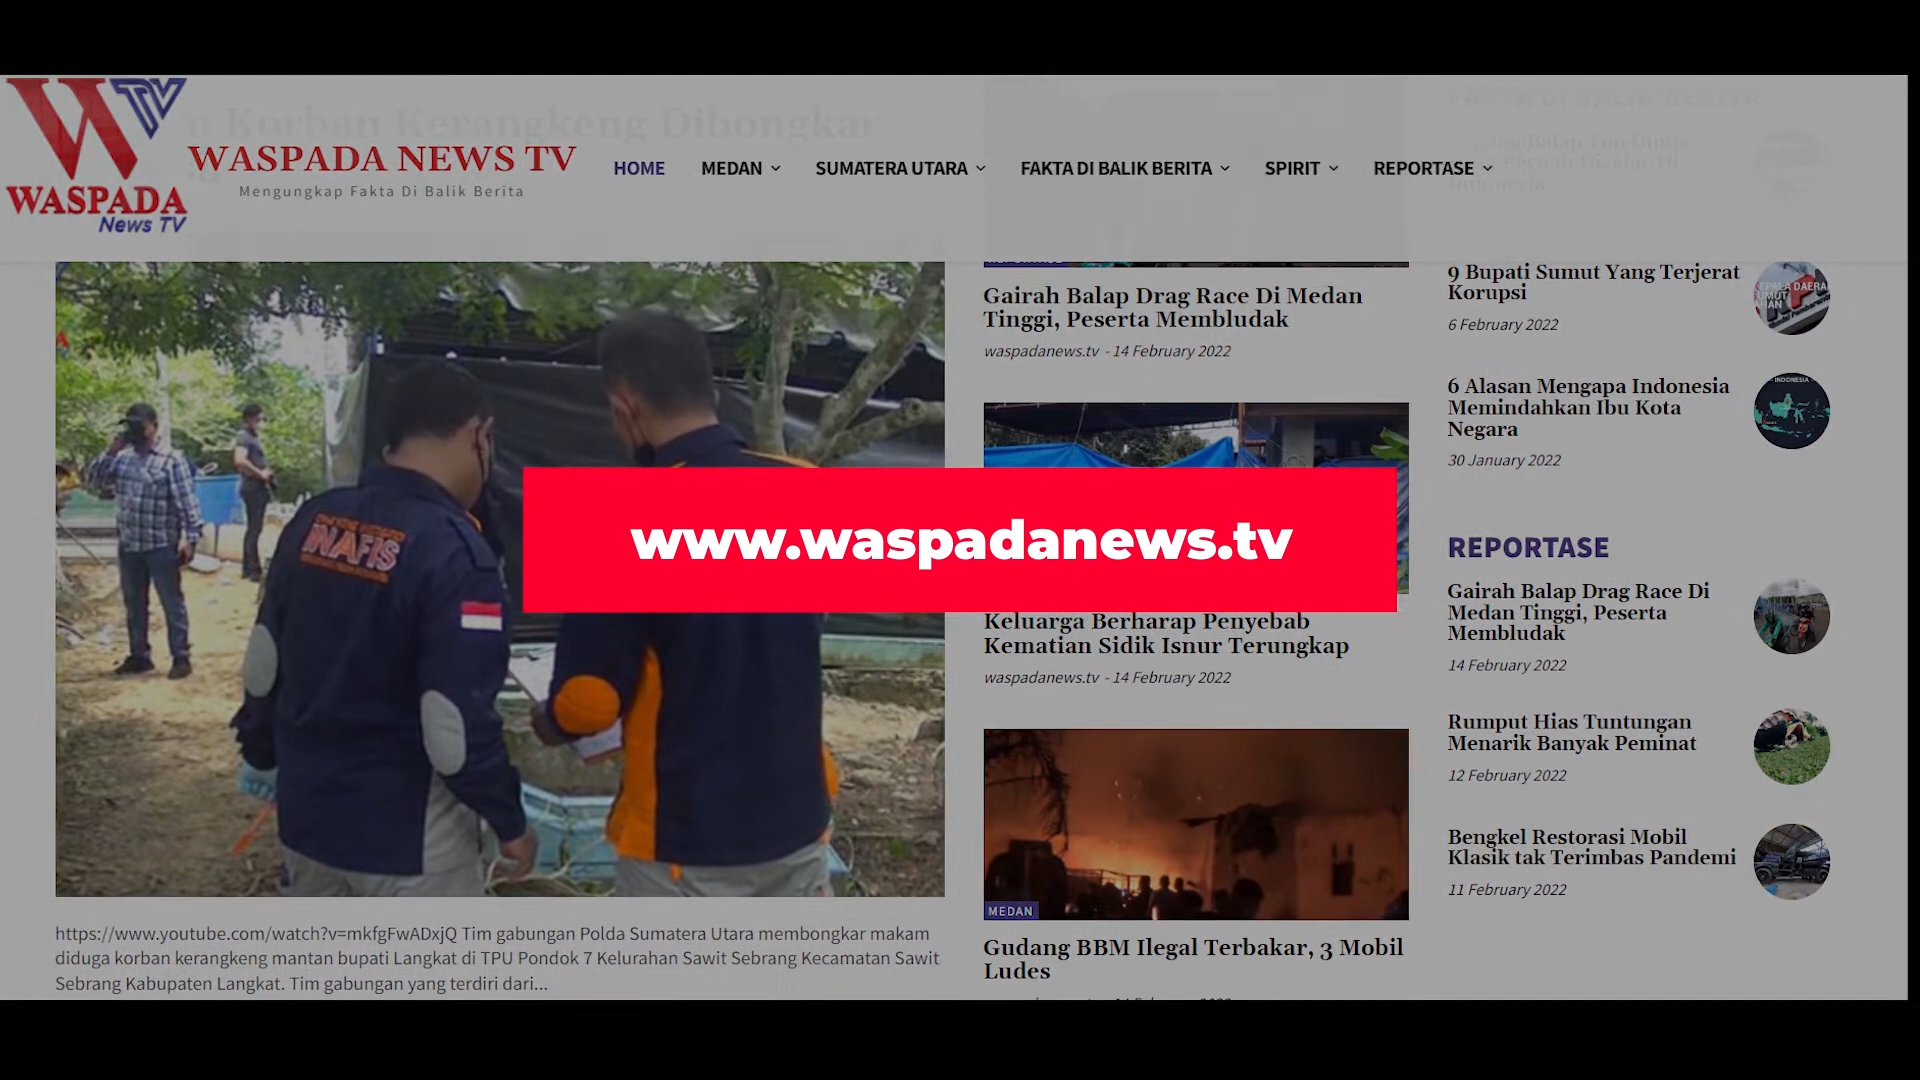 WTV
WASPADA
News TV
WASPADA NEWS TV
Mengungkap Fakta Di Balik Berita
HOME
MEDAN
SUMATERA UTARA
FAKTA DI BALIK BERITA
SPIRIT
REPORTASE
Korban Kerangkeng Dibongkar
INAFIS
https://www.youtube.com/watch?v=mkfgFwADxjQ Tim gabungan Polda Sumatera Utara membongkar makam
diduga korban kerangkeng mantan bupati Langkat di TPU Pondok 7 Kelurahan Sawit Sebrang Kecamatan Sawit
Sebrang Kabupaten Langkat. Tim gabungan yang terdiri dari...
Gairah Balap Drag Race Di Medan
Tinggi, Peserta Membludak
waspadanews.tv - 14 February 2022
www.waspadanews.tv
Keluarga Berharap Penyebab
Kematian Sidik Isnur Terungkap
waspadanews.tv - 14 February 2022
MEDAN
Gudang BBM Ilegal Terbakar, 3 Mobil
Ludes
9 Bupati Sumut Yang Terjerat
Korupsi
6 February 2022
6 Alasan Mengapa Indonesia
Memindahkan Ibu Kota
Negara
30 January 2022
INDONESIA
REPORTASE
Gairah Balap Drag Race Di
Medan Tinggi, Peserta
Membludak
14 February 2022
Rumput Hias Tuntungan
Menarik Banyak Peminat
12 February 2022
Bengkel Restorasi Mobil
Klasik tak Terimbas Pandemi
11 February 2022